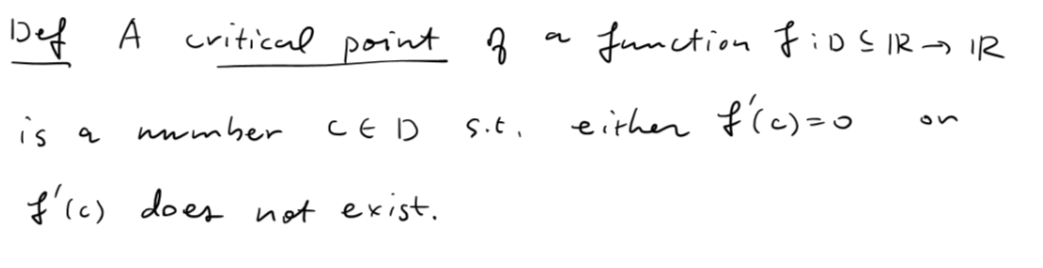 Def A critical point of a function f : D ⊆ ℝ → ℝ
is a number c ∈ D s.t. either f'(c)=0 or
f'(c) does not exist.